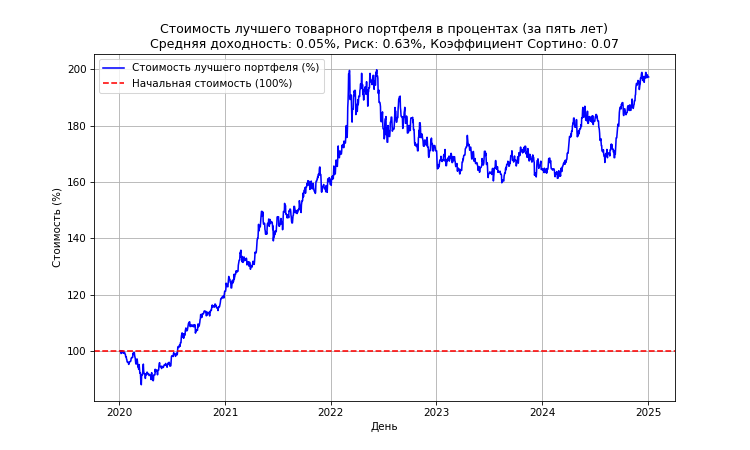 Стоимость лучшего товарного портфеля в процентах (за пять лет)
Средняя доходность: 0.05%, Риск: 0.63%, Коэффициент Сортино: 0.07
Стоимость лучшего портфеля (%)
Начальная стоимость (100%)
Стоимость (%)
200
180
160
140
120
100
2020 2021 2022 2023 2024 2025
День